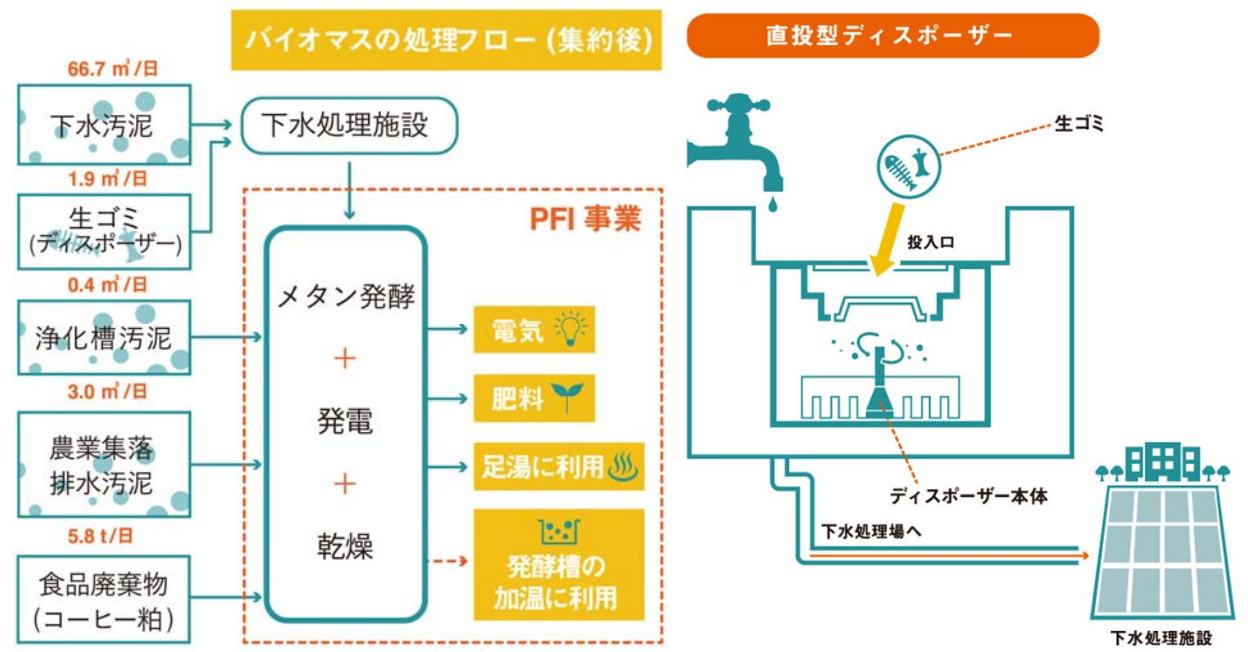 バイオマスの処理フロー (集約後)
66.7 ㎥/日
下水汚泥
下水処理施設
1.9 ㎥/日
生ゴミ
(ディスポーザー)
0.4 ㎥/日
浄化槽汚泥
3.0 ㎥/日
農業集落
排水汚泥
5.8 t/日
食品廃棄物
(コーヒー粕)
PFI 事業
メタン発酵
+
発電
+
乾燥
電気
肥料
足湯に利用
発酵槽の
加温に利用
直投型ディスポーザー
生ゴミ
投入口
ディスポーザー本体
下水処理場へ
下水処理施設